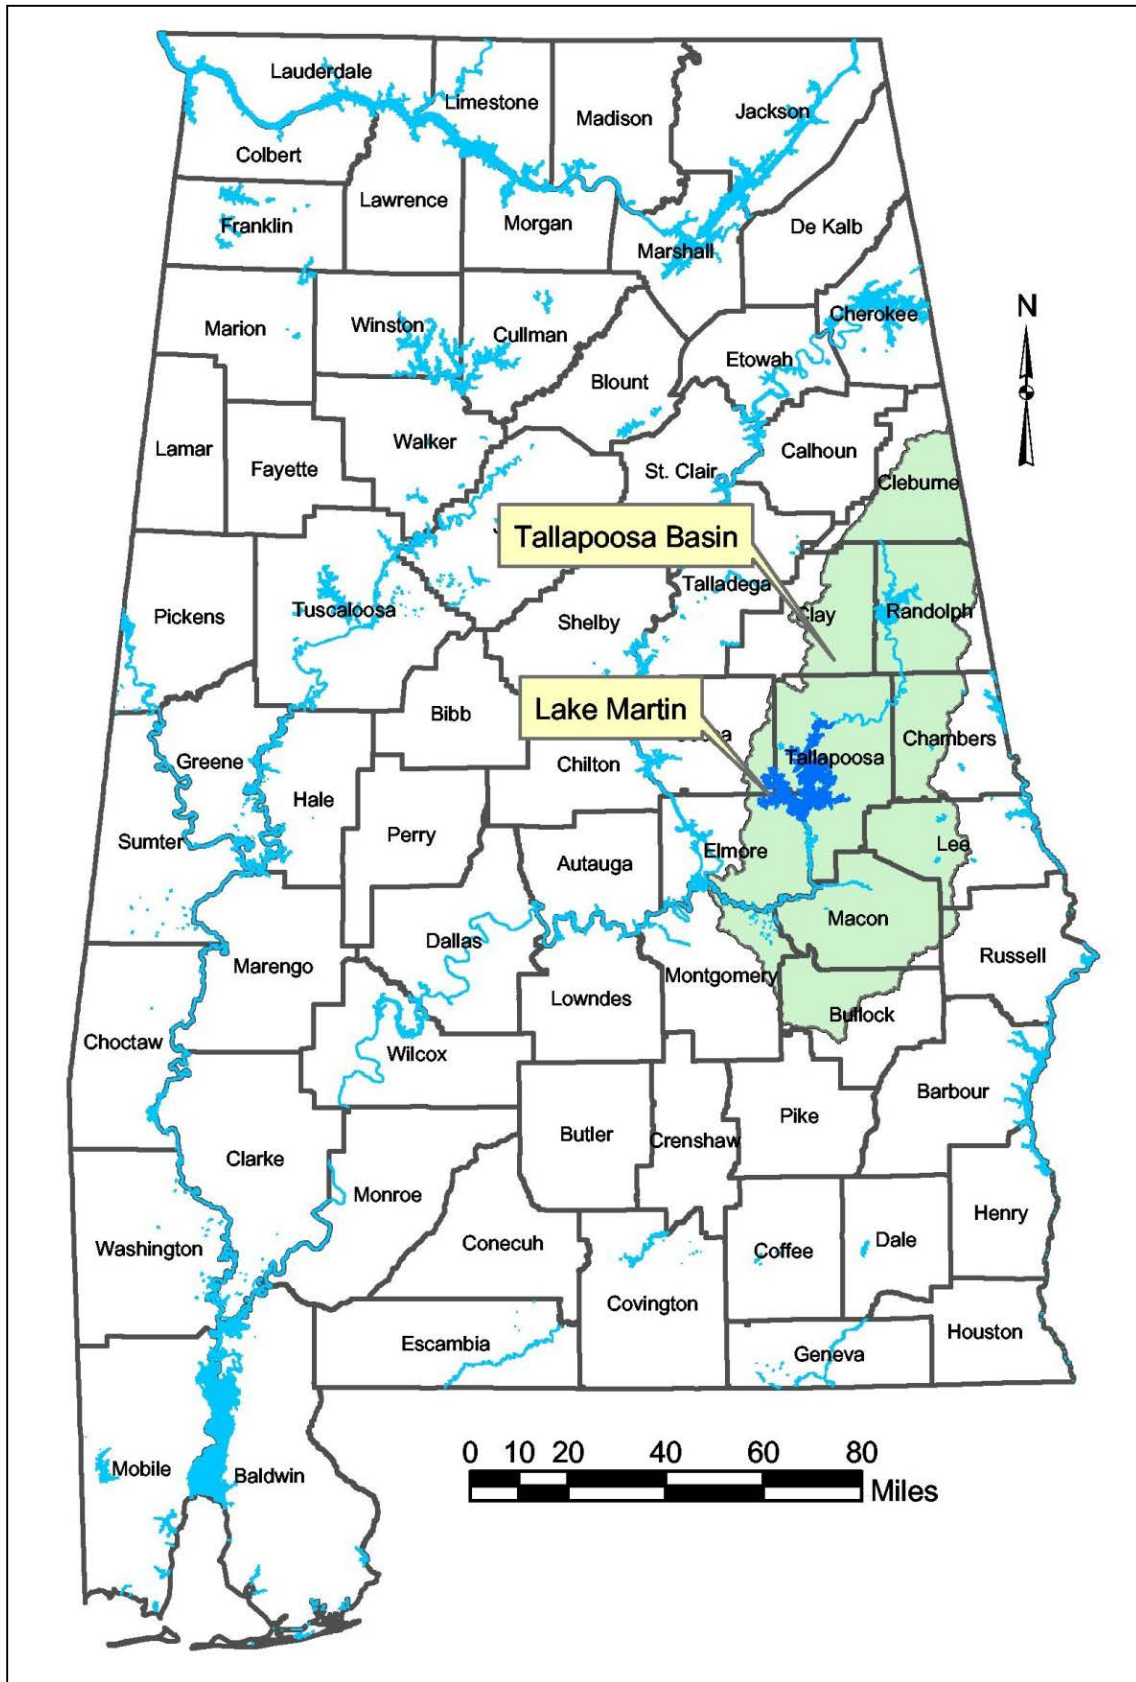 Lauderdale
Limestone
Madison
Jackson
Colbert
Lawrence
Franklin
Morgan
De Kalb
Marshall
N
Cherokee
Marion
Winston
Cullman
Etowah
Blount
Lamar
Walker
Calhoun
Fayette
St. Clair
Cleburne
Tallapoosa Basin
Talladega
Tuscaloosa
Pickens
Shelby
Clay
Randolph
Lake Martin
Bibb
Greene
Chilton
Tallapoosa
Chambers
Hale
Perry
Sumter
Autauga
Elmore
Lee
Macon
Dallas
Marengo
Montgomery
Russell
Lowndes
Bullock
Choctaw
Wilcox
Barbour
Pike
Butler
Crenshaw
Clarke
Monroe
Henry
Washington
Conecuh
Coffee
Dale
Covington
Escambia
Houston
Geneva
0 10 20 40 60 80
Miles
Mobile
Baldwin